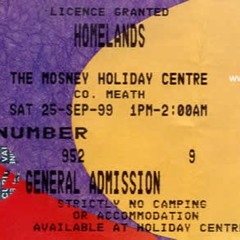 LICENCE GRANTED
HOMELANDS
THE MOSNEY HOLIDAY CENTRE
CO. MEATH
SAT 25-SEP-99 1PM-2:00AM
NUMBER
952 9
GENERAL ADMISSION
STRICTLY NO CAMPING
OR ACCOMMODATION
AVAILABLE AT HOLIDAY CENTR